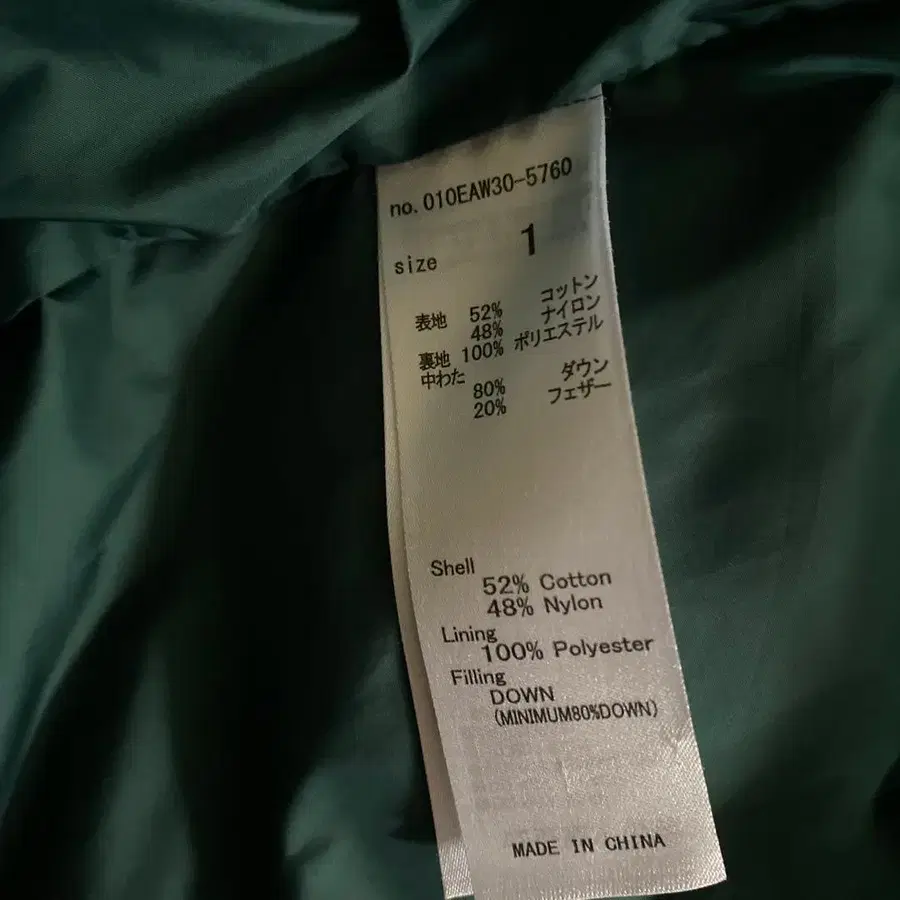 no.010EAW30-5760
size 1
表地 52% コットン
48% ナイロン
裏地 100% ポリエステル
中わた
80% ダウン
20% フェザー
Shell
52% Cotton
48% Nylon
Lining
100% Polyester
Filling
DOWN
(MINIMUM80%DOWN)
MADE IN CHINA